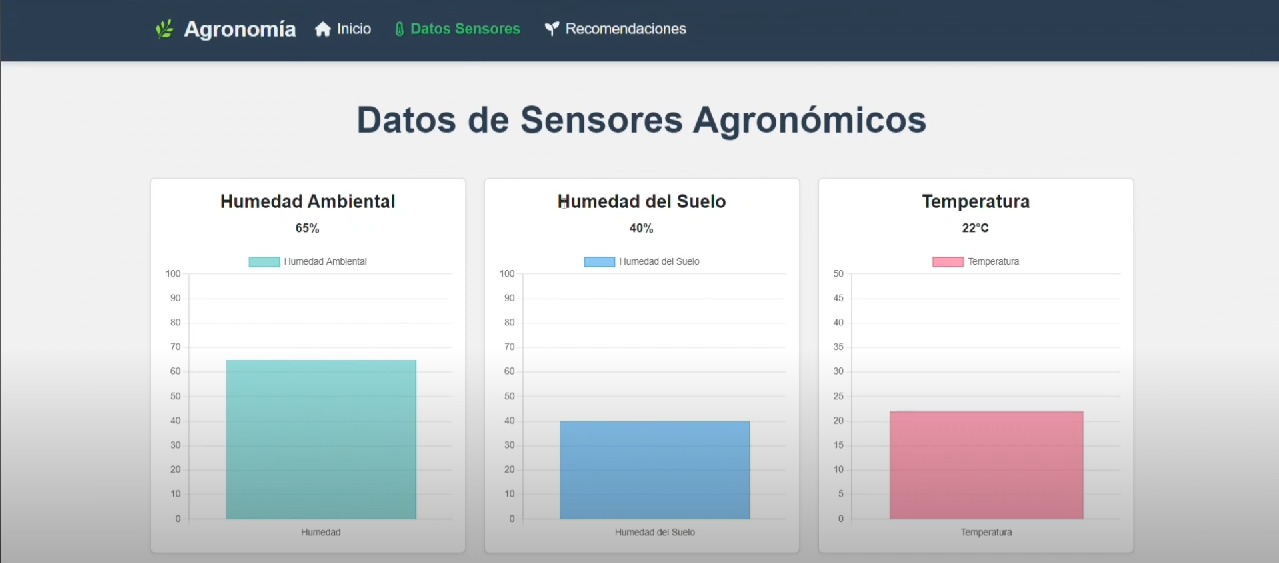 Agronomía Inicio Datos Sensores Recomendaciones
Datos de Sensores Agronómicos
Humedad Ambiental
65%
Humedad Ambiental
100
90
80
70
60
50
40
30
20
10
0
Humedad
Humedad del Suelo
40%
Humedad del Suelo
100
90
80
70
60
50
40
30
20
10
0
Humedad del Suelo
Temperatura
22°C
Temperatura
50
45
40
35
30
25
20
15
10
5
0
Temperatura